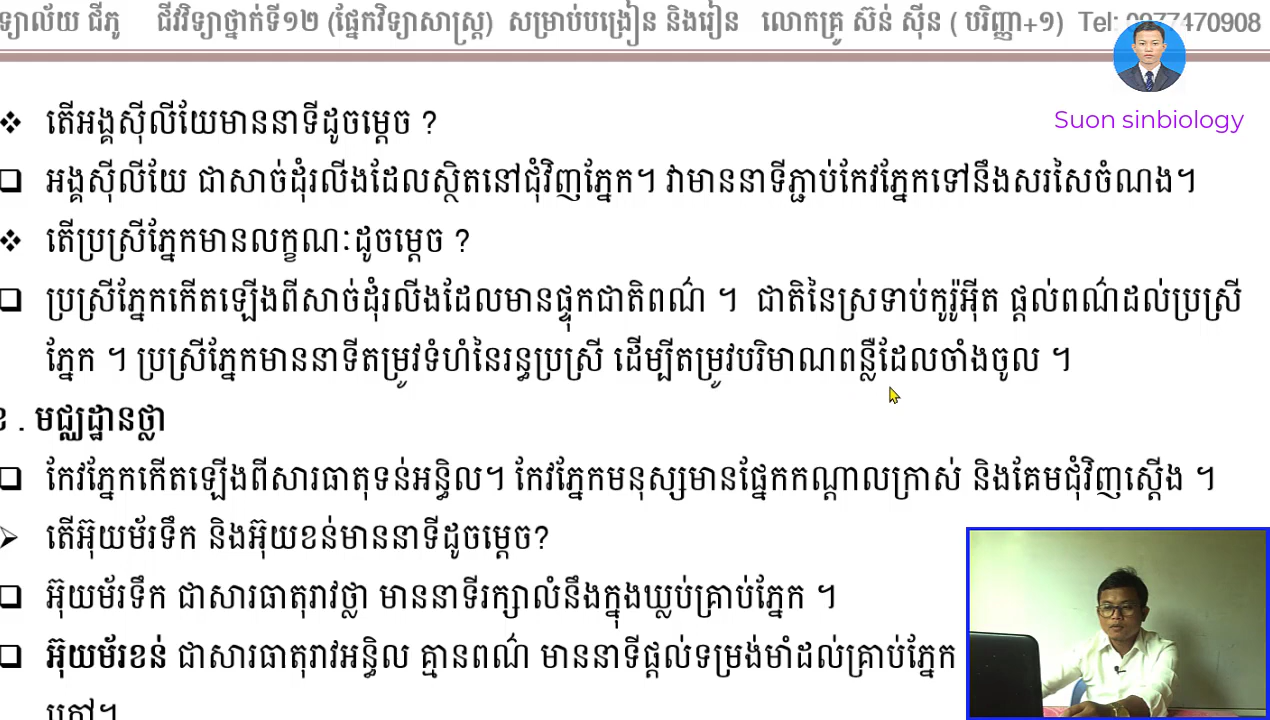 ទ្យាល័យ ជីភូ ជីវវិទ្យាថ្នាក់ទី១២ (ផ្នែកវិទ្យាសាស្ត្រ) សម្រាប់បង្រៀន និងរៀន លោកគ្រូ ស៊ន់ ស៊ីន ( បរិញ្ញា+១) Tel: 0977470908
Suon sinbiology
❖ តើអង្គស៊ីលីយែមាននាទីដូចម្តេច ?
❑ អង្គស៊ីលីយែ ជាសាច់ដុំរលីងដែលស្ថិតនៅជុំវិញភ្នែក។ វាមាននាទីភ្ជាប់កែវភ្នែកទៅនឹងសរសៃចំណង។
❖ តើប្រស្រីភ្នែកមានលក្ខណៈដូចម្តេច ?
❑ ប្រស្រីភ្នែកកើតឡើងពីសាច់ដុំរលីងដែលមានផ្ទុកជាតិពណ៌ ។ ជាតិនៃស្រទាប់កូរ៉ូអ៊ីត ផ្តល់ពណ៌ដល់ប្រស្រី
ភ្នែក ។ ប្រស្រីភ្នែកមាននាទីតម្រូវទំហំនៃរន្ធប្រស្រី ដើម្បីតម្រូវបរិមាណពន្លឺដែលចាំងចូល ។
ខ . មជ្ឈដ្ឋានថ្លា
❑ កែវភ្នែកកើតឡើងពីសារធាតុទន់អន្ធិល។ កែវភ្នែកមនុស្សមានផ្នែកកណ្តាលក្រាស់ និងគែមជុំវិញស្តើង ។
➢ តើអ៊ុយម័រទឹក និងអ៊ុយខន់មាននាទីដូចម្តេច?
❑ អ៊ុយម័រទឹក ជាសារធាតុរាវថ្លា មាននាទីរក្សាលំនឹងក្នុងឃ្លប់គ្រាប់ភ្នែក ។
❑ អ៊ុយម័រខន់ ជាសារធាតុរាវអន្ធិល គ្មានពណ៌ មាននាទីផ្តល់ទម្រង់មាំដល់គ្រាប់ភ្នែក